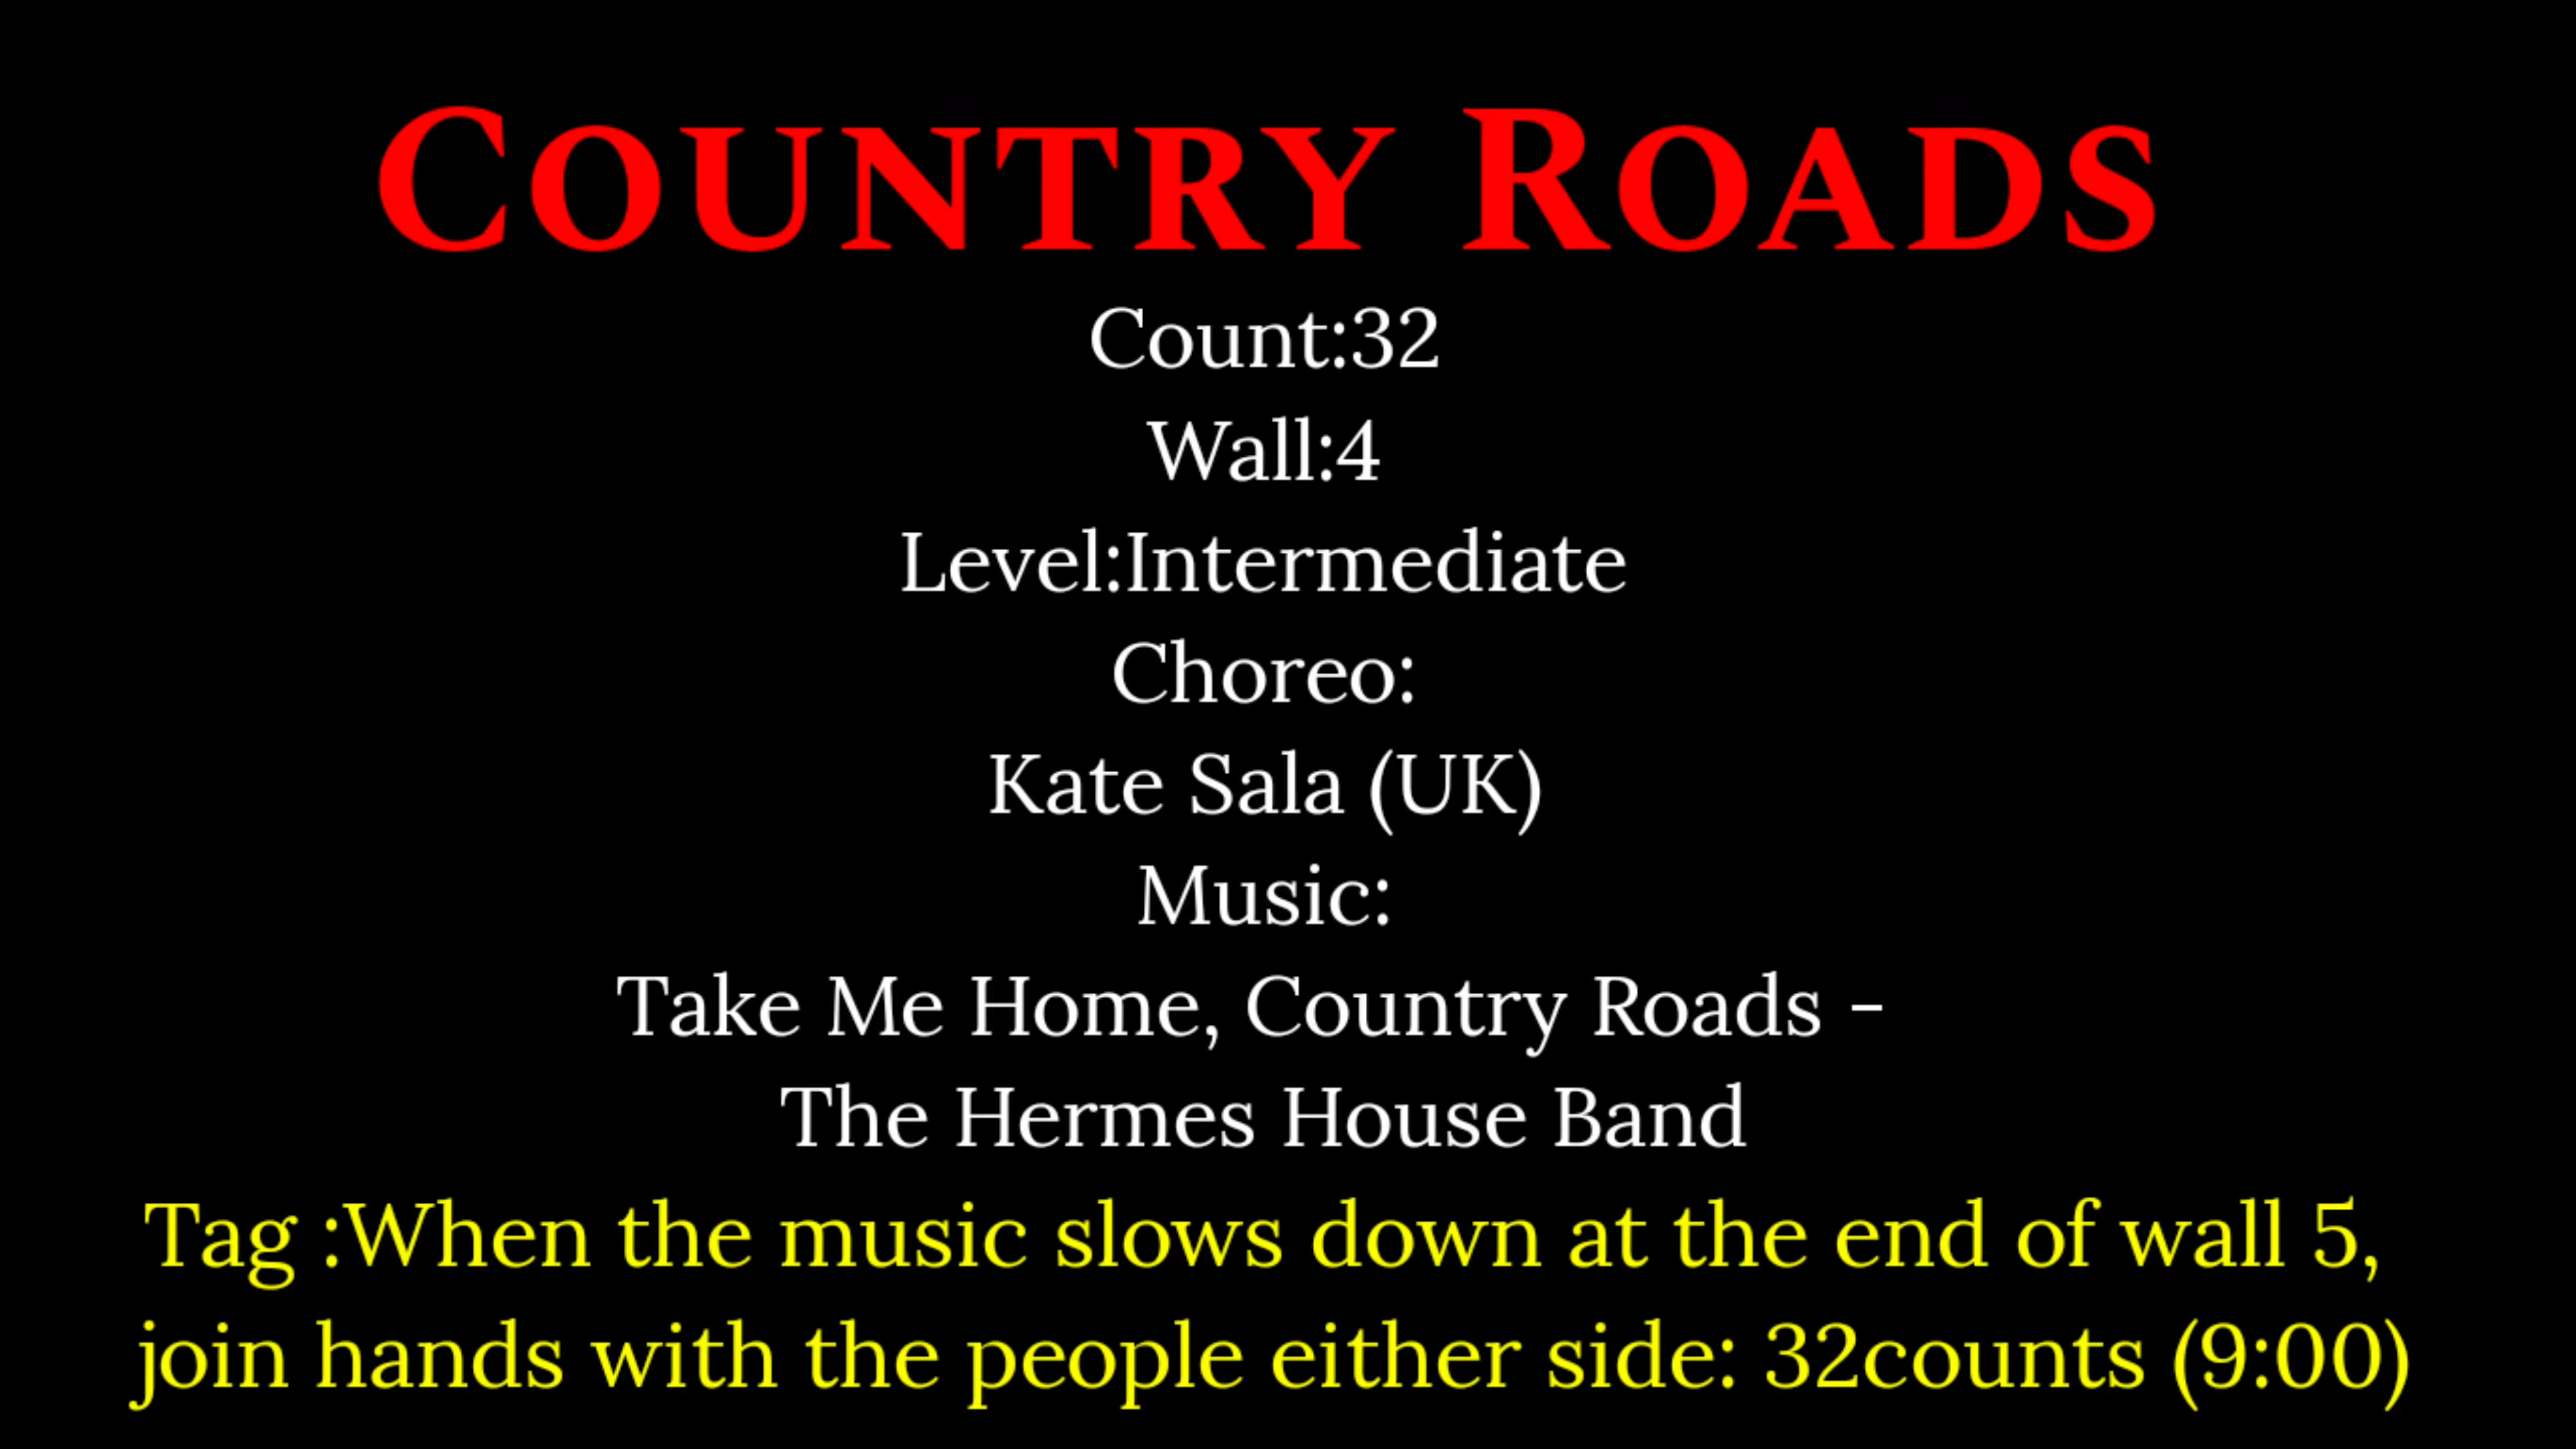 COUNTRY ROADS
Count:32
Wall:4
Level:Intermediate
Choreo:
Kate Sala (UK)
Music:
Take Me Home, Country Roads -
The Hermes House Band
Tag :When the music slows down at the end of wall 5,
join hands with the people either side: 32counts (9:00)